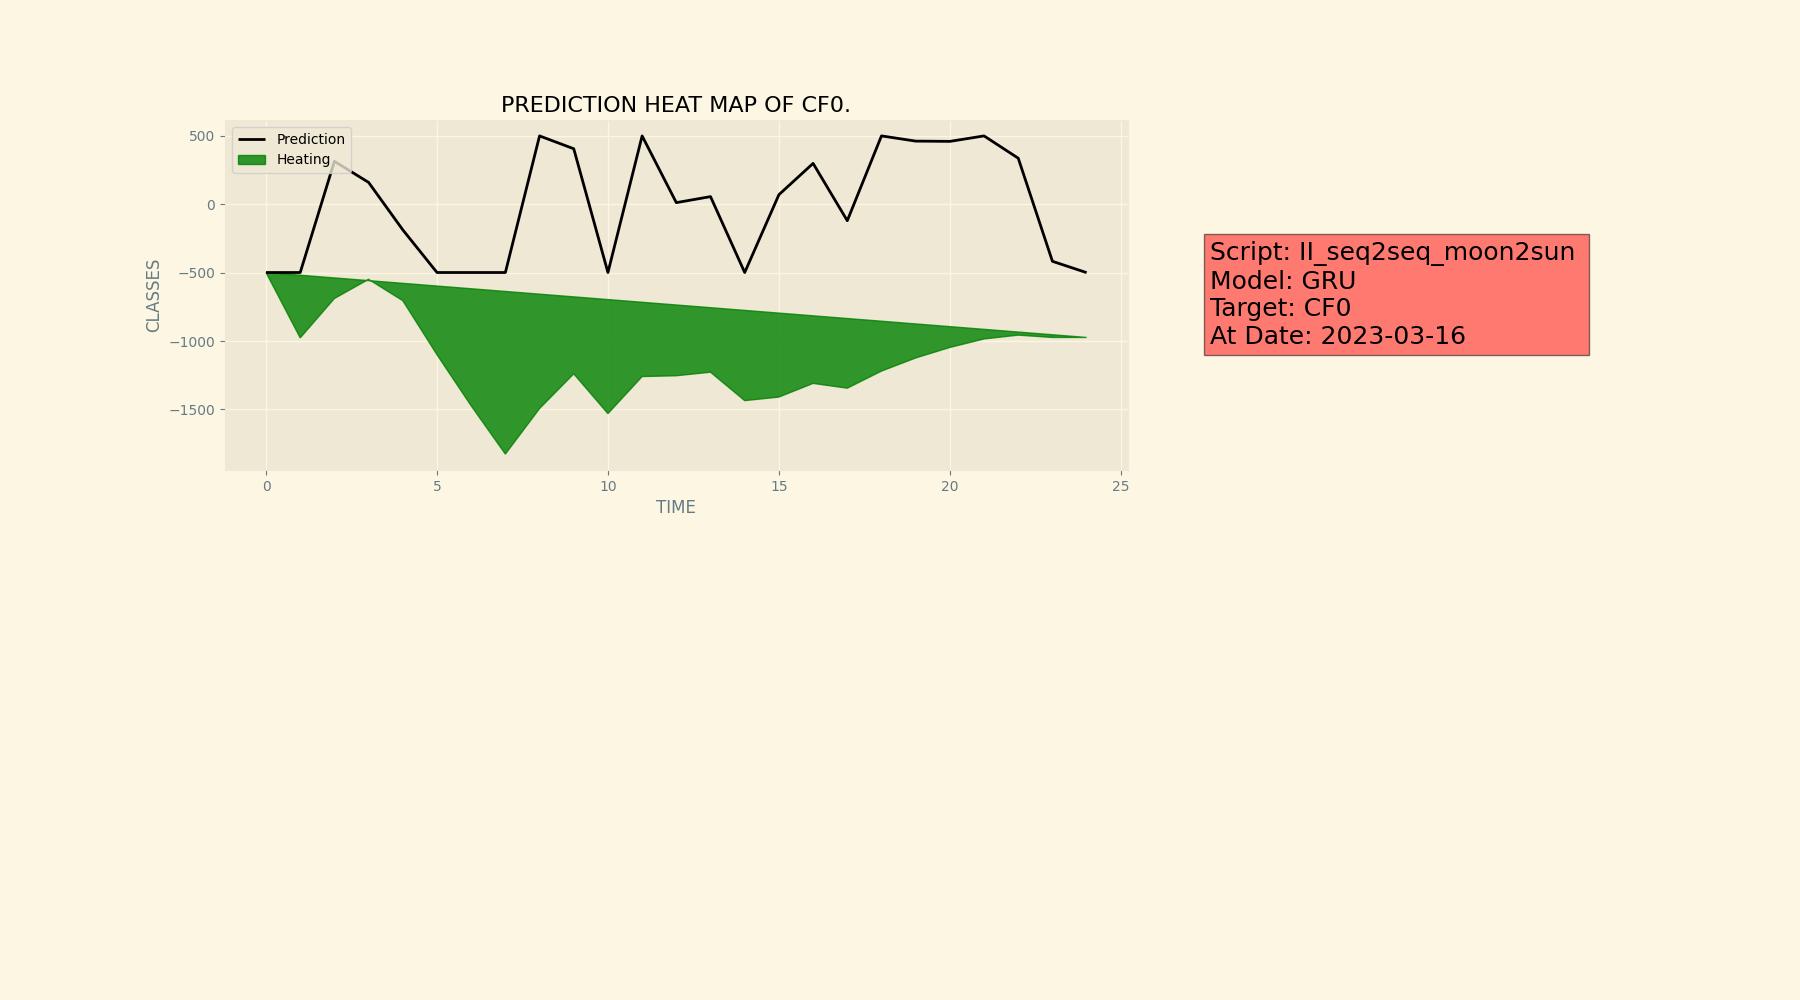 PREDICTION HEAT MAP OF CF0.
Prediction
Heating
500
0
−500
−1000
−1500
CLASSES
0 5 10 15 20 25
TIME
Script: II_seq2seq_moon2sun
Model: GRU
Target: CF0
At Date: 2023-03-16